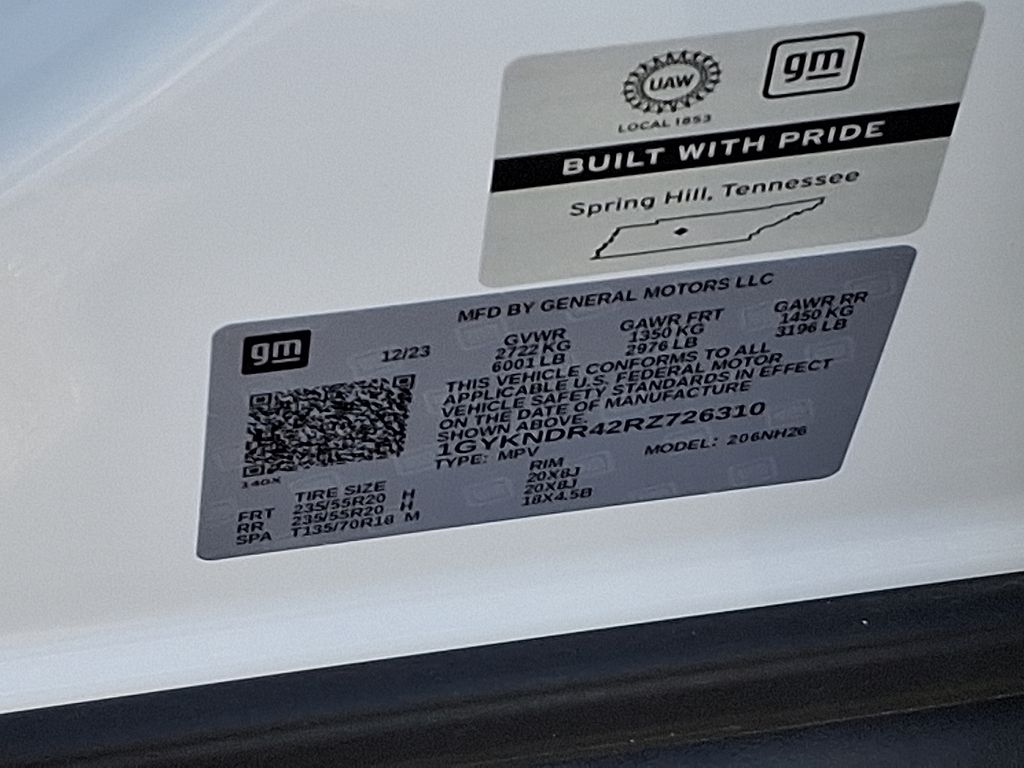 UAW
gm
LOCAL 1853
BUILT WITH PRIDE
Spring Hill, Tennessee
gm
MFD BY GENERAL MOTORS LLC
12/23
GVWR GAWR FRT GAWR RR
2722 KG 1350 KG 1450 KG
6001 LB 2976 LB 3196 LB
THIS VEHICLE CONFORMS TO ALL
APPLICABLE U.S. FEDERAL MOTOR
VEHICLE SAFETY STANDARDS IN EFFECT
ON THE DATE OF MANUFACTURE
SHOWN ABOVE.
1GYKNDR42RZ726310
TYPE: MPV MODEL: 206NH26
140X
TIRE SIZE RIM
FRT 235/55R20 H 20X8J
RR 235/55R20 H 20X8J
SPA T135/70R18 M 18X4.5B